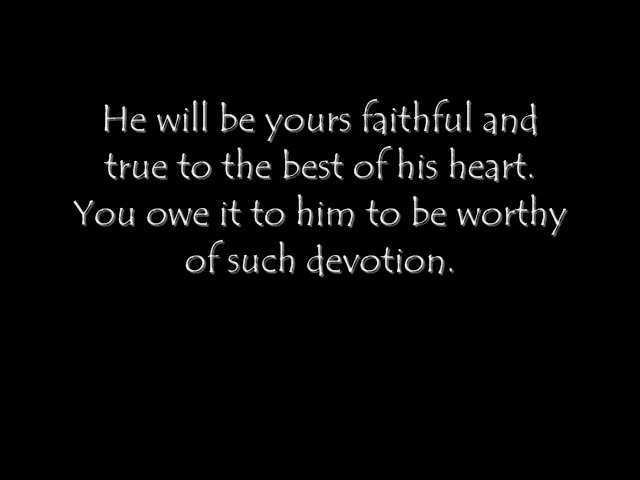 He will be yours faithful and
true to the best of his heart.
You owe it to him to be worthy
of such devotion.